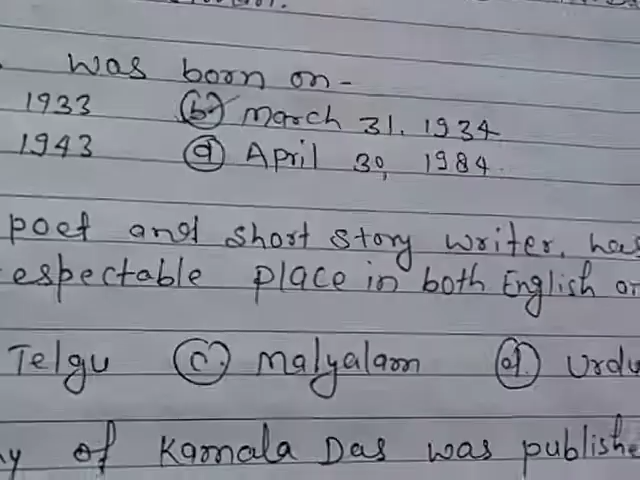 was born on -
1933 (b) March 31, 1934
1943 (d) April 30, 1984.
poet and short story writer, has
espectable place in both English an
Telgu (c) Malyalam (d) Urdu
of Kamala Das was publishe